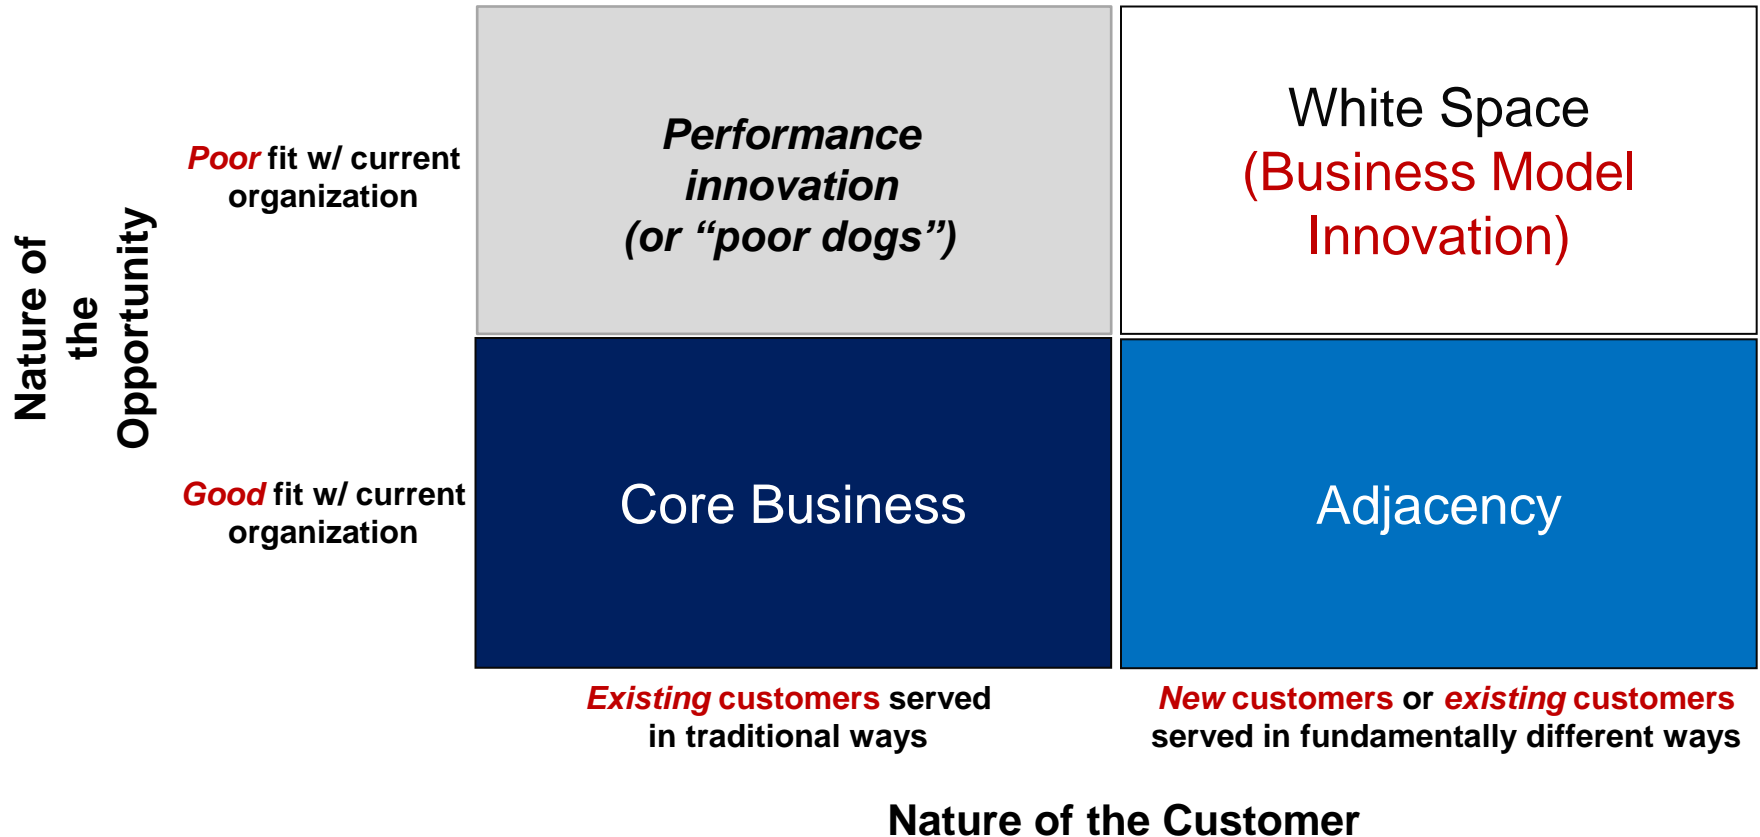 Nature of
the
Opportunity
Poor fit w/ current
organization
Performance
innovation
(or “poor dogs”)
White Space
(Business Model
Innovation)
Good fit w/ current
organization
Core Business
Adjacency
Existing customers served
in traditional ways
New customers or existing customers
served in fundamentally different ways
Nature of the Customer